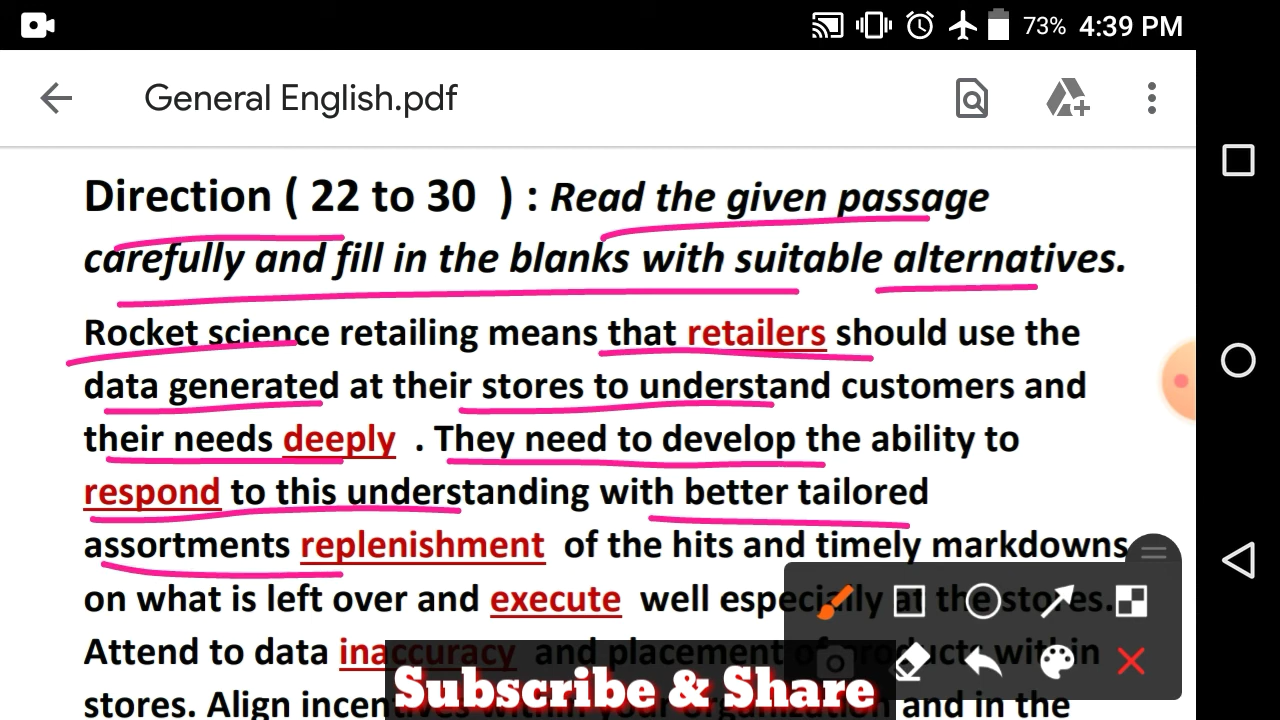 73% 4:39 PM
General English.pdf
Direction ( 22 to 30 ) : Read the given passage
carefully and fill in the blanks with suitable alternatives.
Rocket science retailing means that retailers should use the
data generated at their stores to understand customers and
their needs deeply . They need to develop the ability to
respond to this understanding with better tailored
assortments replenishment of the hits and timely markdowns
on what is left over and execute well especially at the stores.
Attend to data inaccuracy and placement of products within
stores. Align incentives within your organization and in the
Subscribe & Share